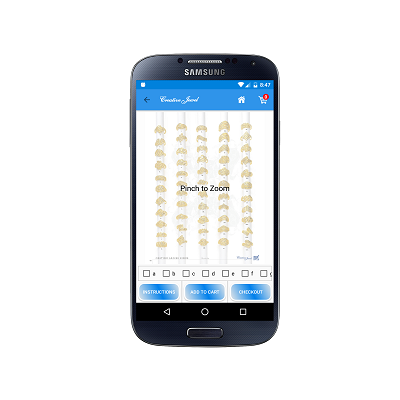 SAMSUNG
8:47
Creative Jewel
Pinch to Zoom
a b c d e f g
INSTRUCTIONS ADD TO CART CHECKOUT